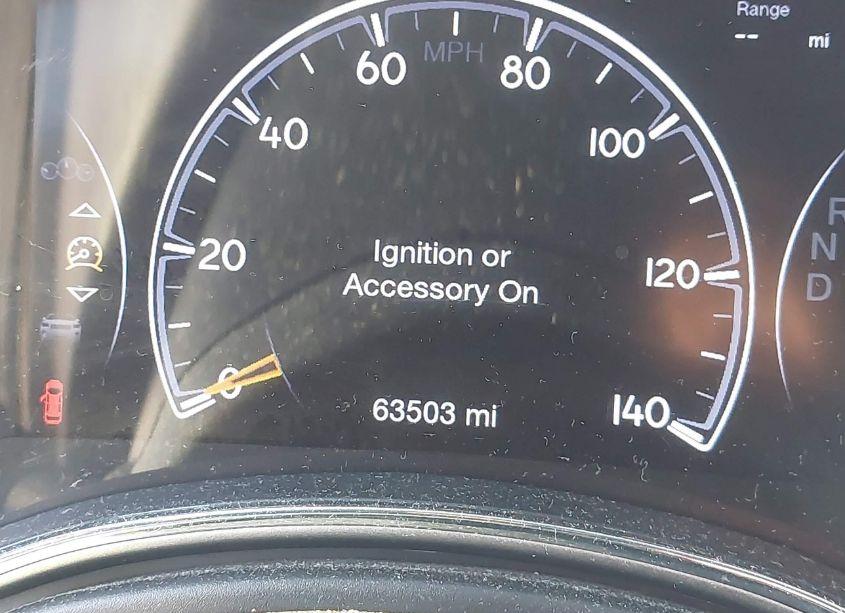 Range
-- mi
MPH
60
80
40
100
20
Ignition or
120
Accessory On
0
63503 mi
140
R
N
D